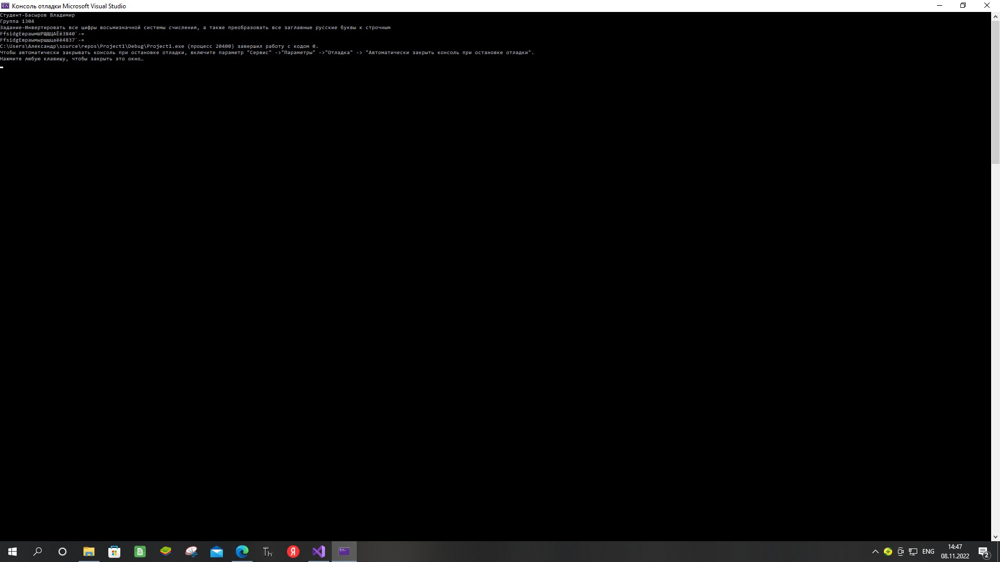 Консоль отладки Microsoft Visual Studio
Студент-Басыров Владимир
Группа 1304
Задание-Инвертировать все цифры восьмизначной системы счисления, а также преобразовать все заглавные русские буквы к строчным
FfsidgЕвраымЫРЩЩЦАЁё3840`-=
FfsidgЕвраымырщщцаёё4837`-=
C:\Users\Александр\source\repos\Project1\Debug\Project1.exe (процесс 20400) завершил работу с кодом 0.
Чтобы автоматически закрывать консоль при остановке отладки, включите параметр "Сервис" ->"Параметры" ->"Отладка" -> "Автоматически закрыть консоль при остановке отладки".
Нажмите любую клавишу, чтобы закрыть это окно…
ENG
14:47
08.11.2022
2